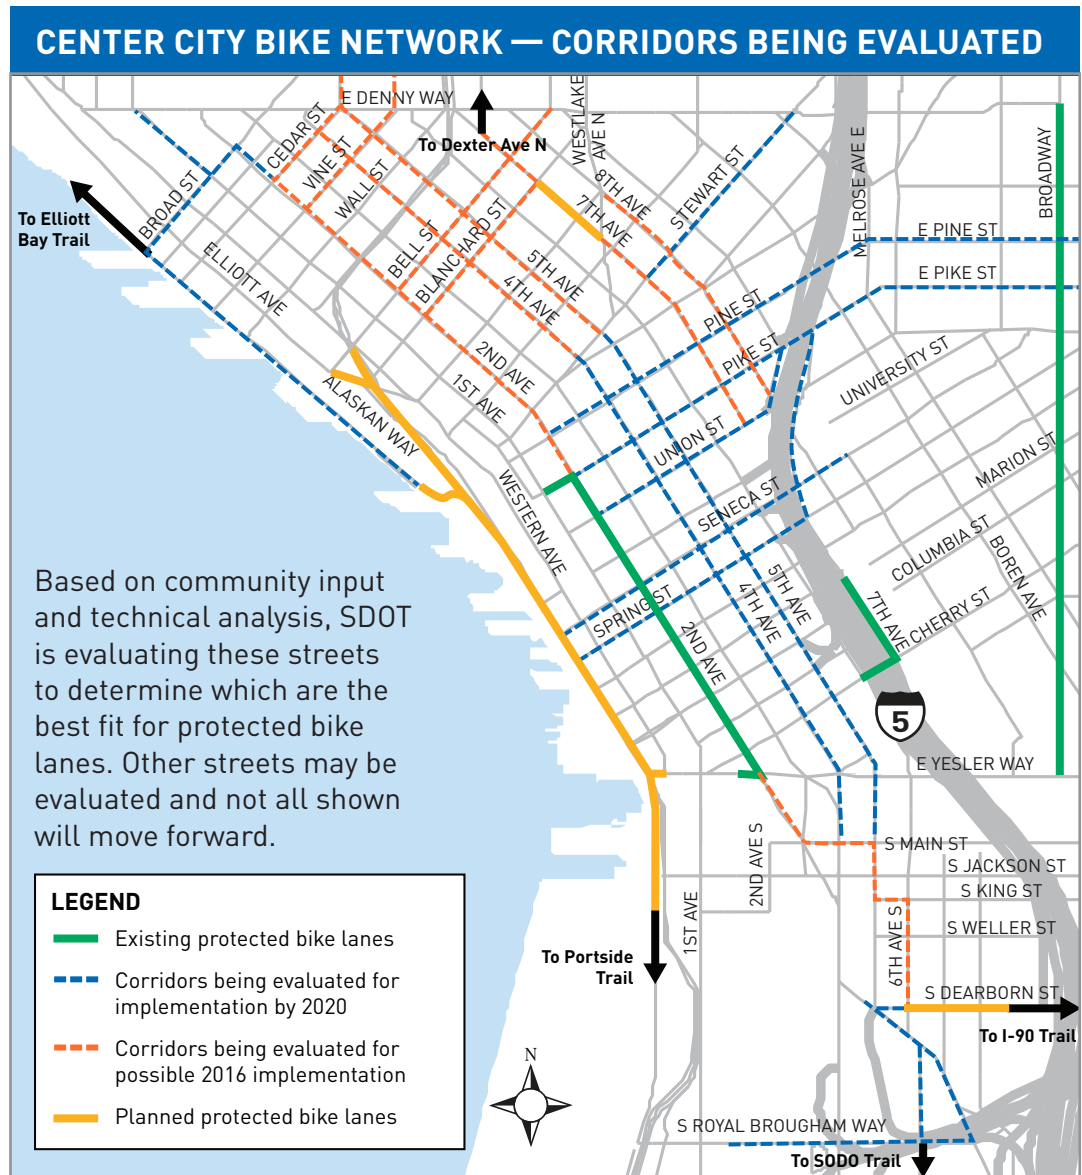 CENTER CITY BIKE NETWORK — CORRIDORS BEING EVALUATED
E DENNY WAY
To Dexter Ave N
WESTLAKE
AVE N
CEDAR ST
VINE ST
WALL ST
BROAD ST
To Elliott
Bay Trail
ELLIOTT AVE
BELL ST
BLANCHARD ST
8TH AVE
7TH AVE
STEWART ST
MELROSE AVE E
BROADWAY
E PINE ST
E PIKE ST
5TH AVE
4TH AVE
2ND AVE
1ST AVE
PINE ST
PIKE ST
UNIVERSITY ST
ALASKAN WAY
UNION ST
MARION ST
WESTERN AVE
SENECA ST
COLUMBIA ST
BOREN AVE
SPRING ST
4TH AVE
5TH AVE
2ND AVE
7TH AVE
CHERRY ST
5
E YESLER WAY
Based on community input
and technical analysis, SDOT
is evaluating these streets
to determine which are the
best fit for protected bike
lanes. Other streets may be
evaluated and not all shown
will move forward.
S MAIN ST
S JACKSON ST
S KING ST
S WELLER ST
S DEARBORN ST
2ND AVE S
1ST AVE
6TH AVE S
To Portside
Trail
To I-90 Trail
S ROYAL BROUGHAM WAY
To SODO Trail
N
LEGEND
Existing protected bike lanes
Corridors being evaluated for
implementation by 2020
Corridors being evaluated for
possible 2016 implementation
Planned protected bike lanes